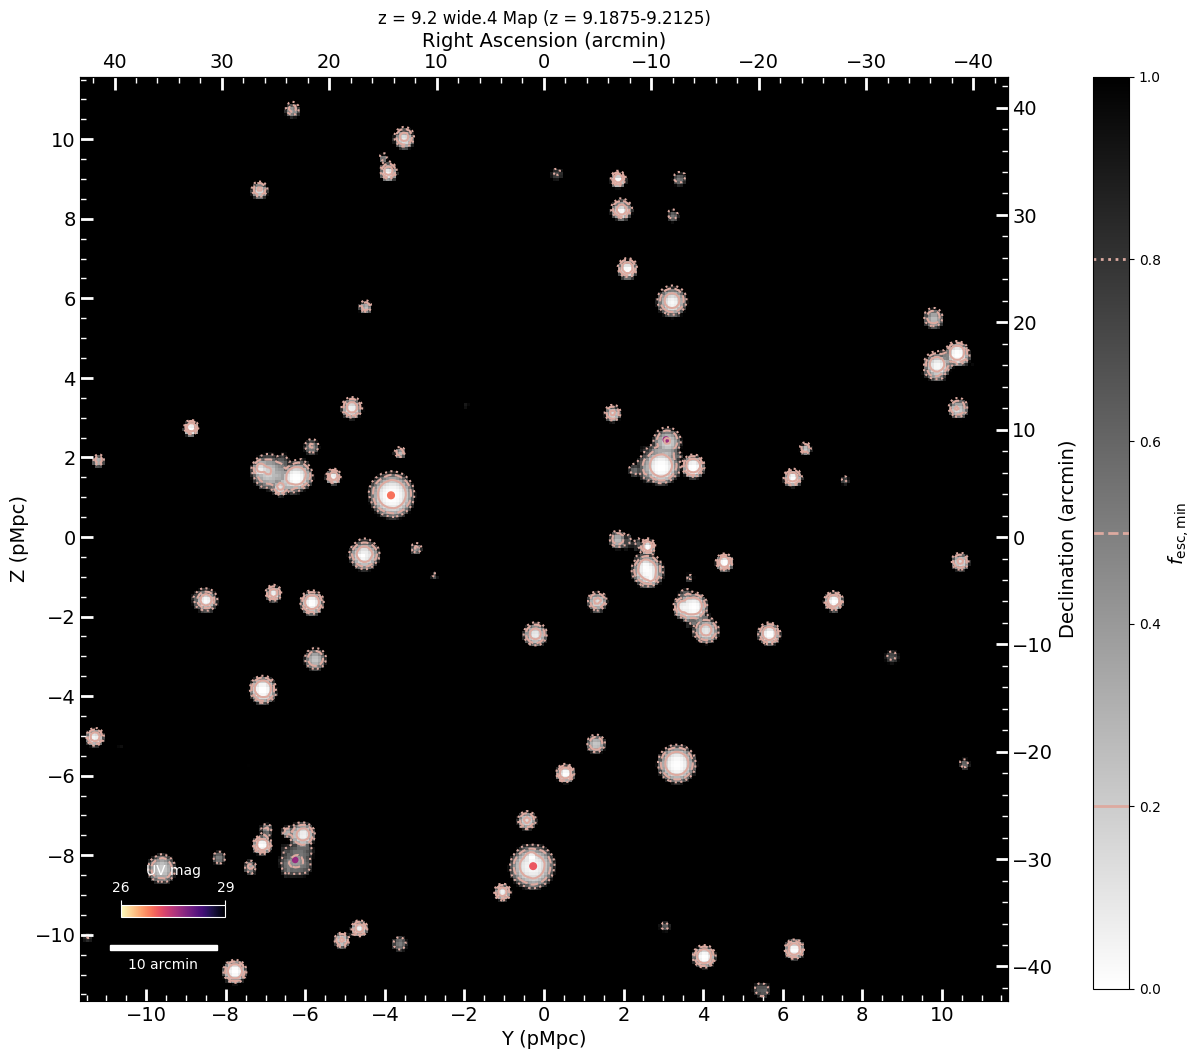 z = 9.2 wide.4 Map (z = 9.1875-9.2125)
Right Ascension (arcmin)
40 30 20 10 0 −10 −20 −30 −40
10 8 6 4 2 0 −2 −4 −6 −8 −10
Z (pMpc)
40 30 20 10 0 −10 −20 −30 −40
Declination (arcmin)
1.0 0.8 0.6 0.4 0.2 0.0
f_esc,min
UV mag
26 29
10 arcmin
−10 −8 −6 −4 −2 0 2 4 6 8 10
Y (pMpc)